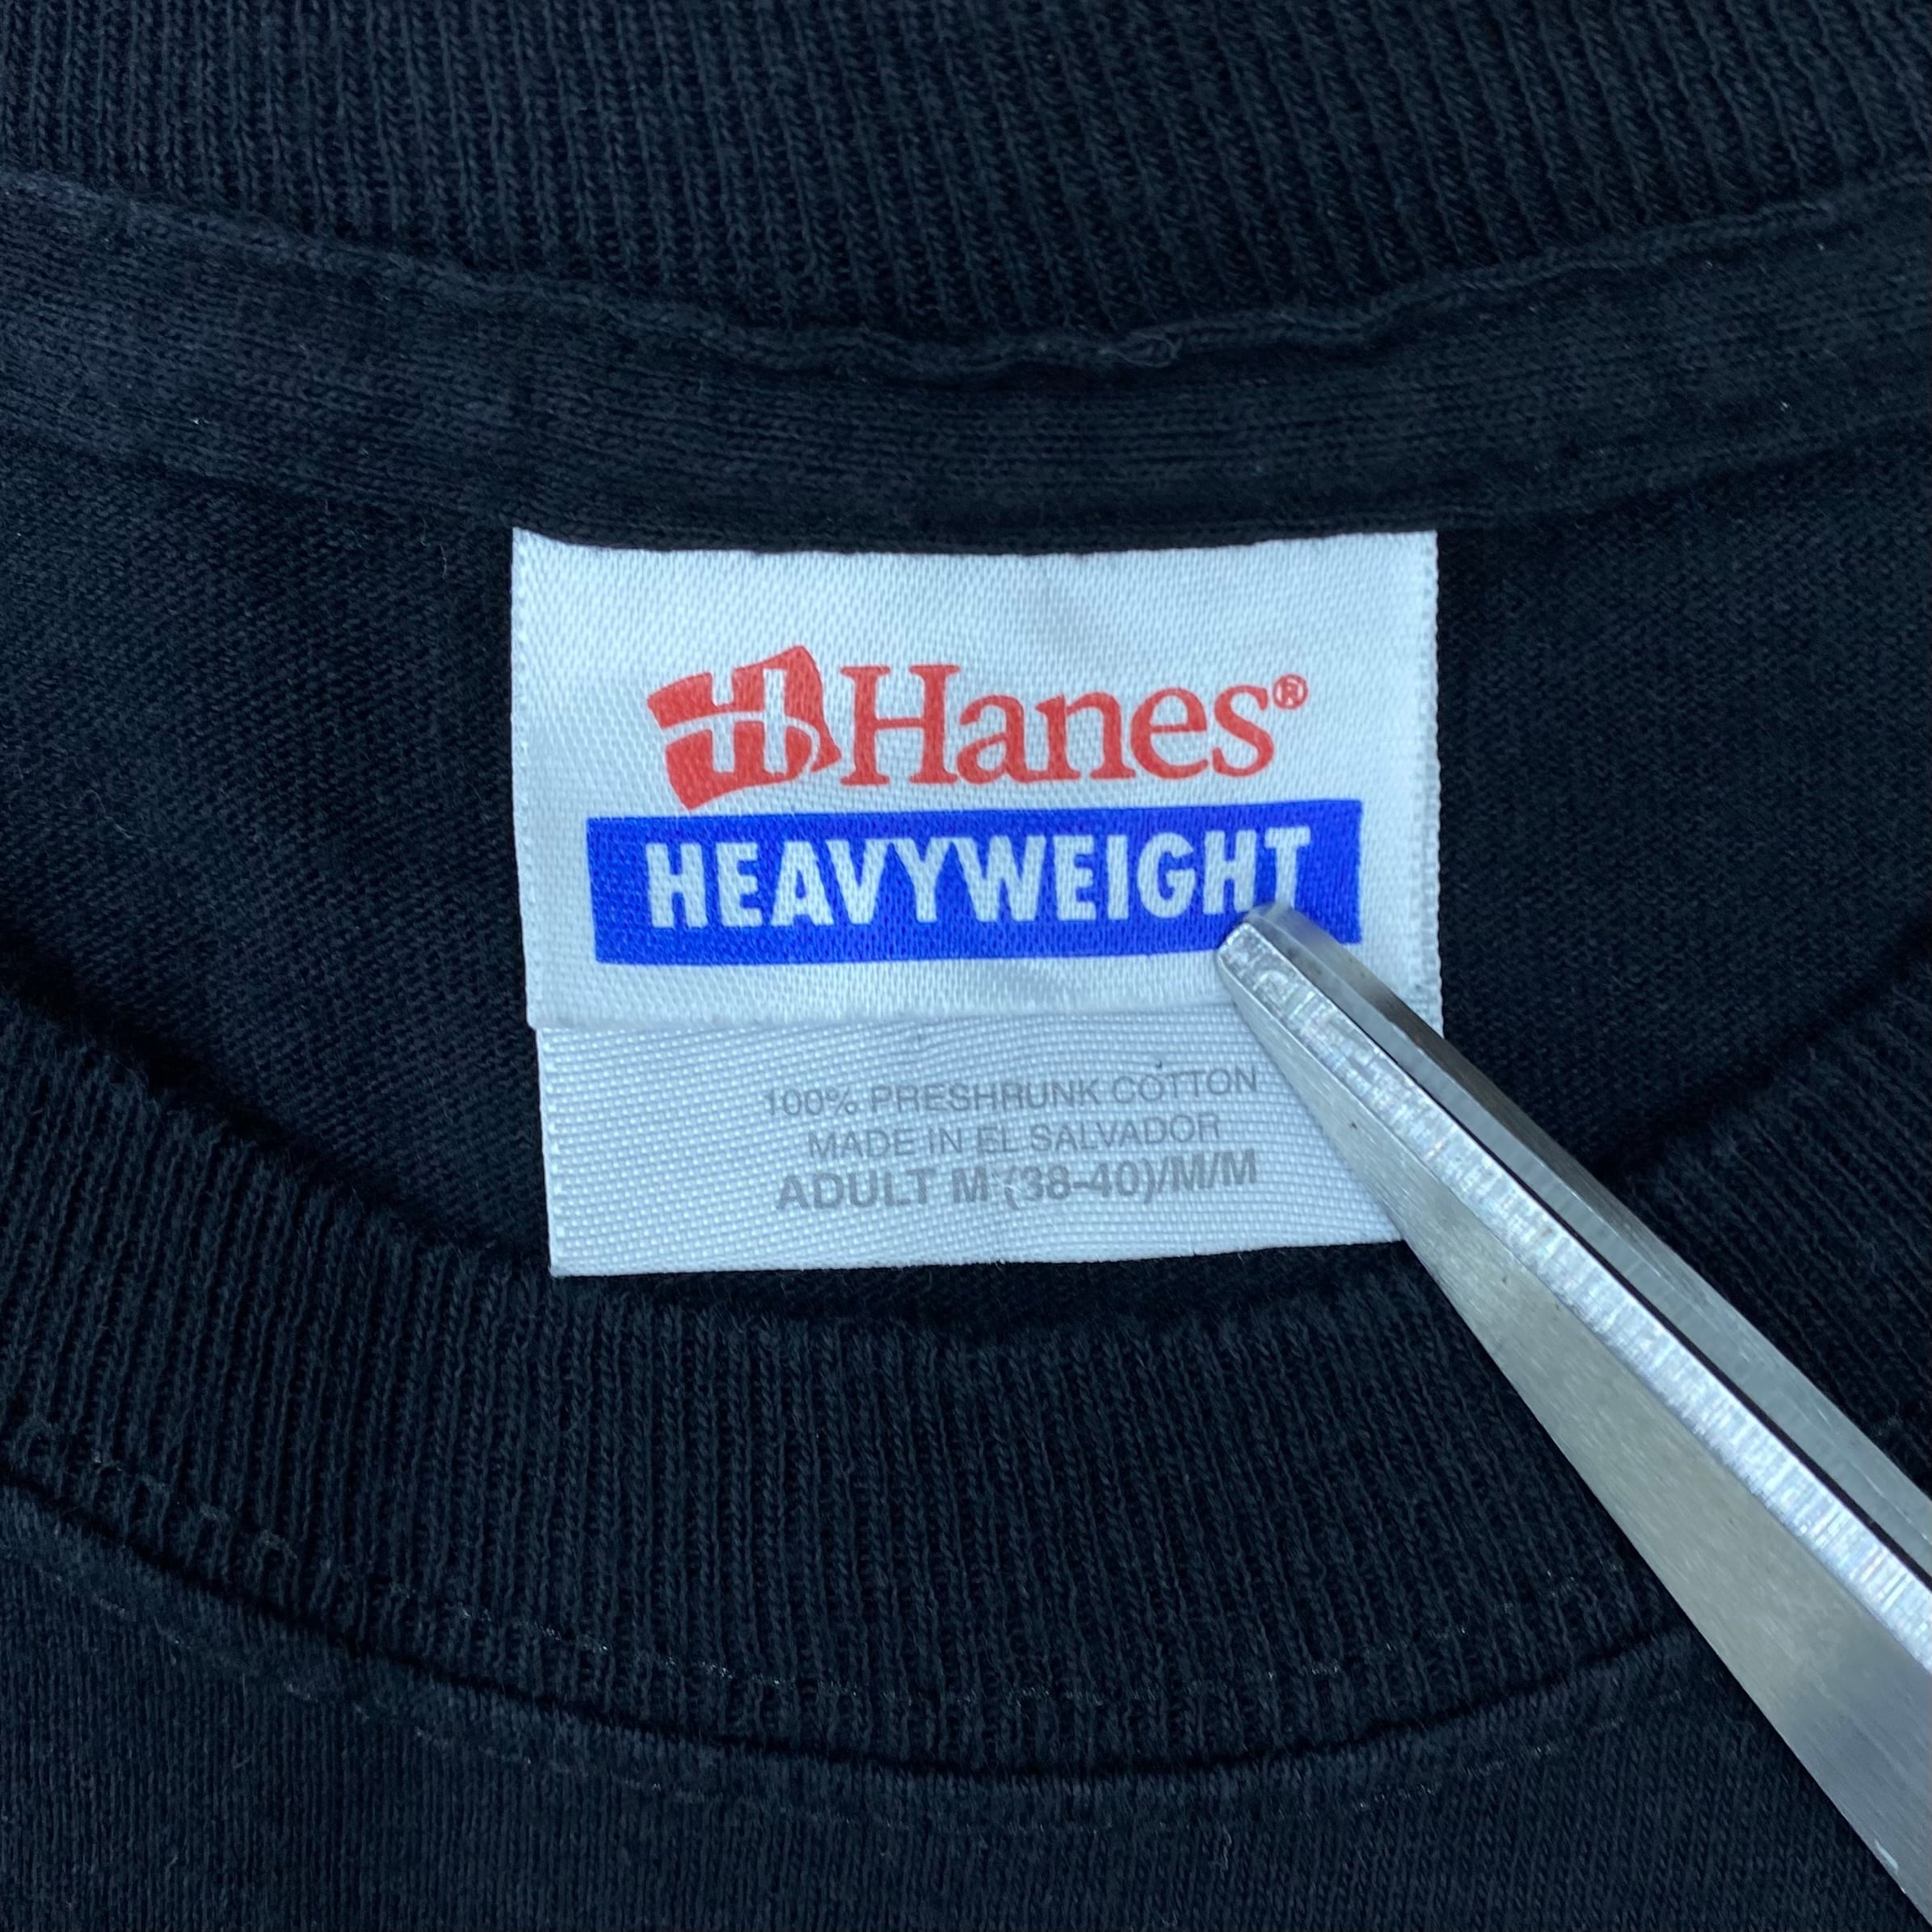 Hanes®
HEAVYWEIGHT
100% PRESHRUNK COTTON
MADE IN EL SALVADOR
ADULT M (38-40)/M/M